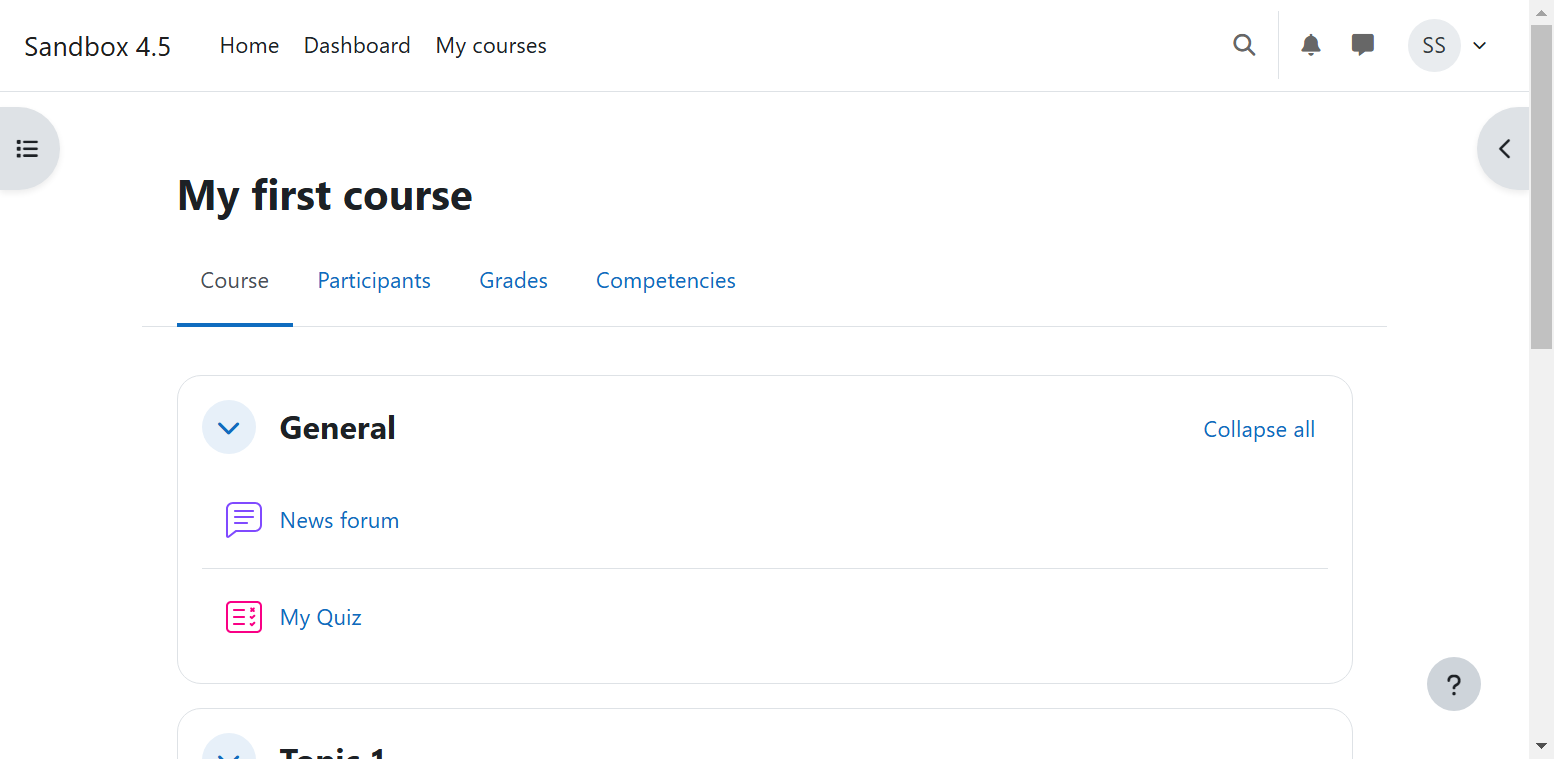 Sandbox 4.5 Home Dashboard My courses SS
My first course
Course Participants Grades Competencies
General Collapse all
News forum
My Quiz
?
Topic 1